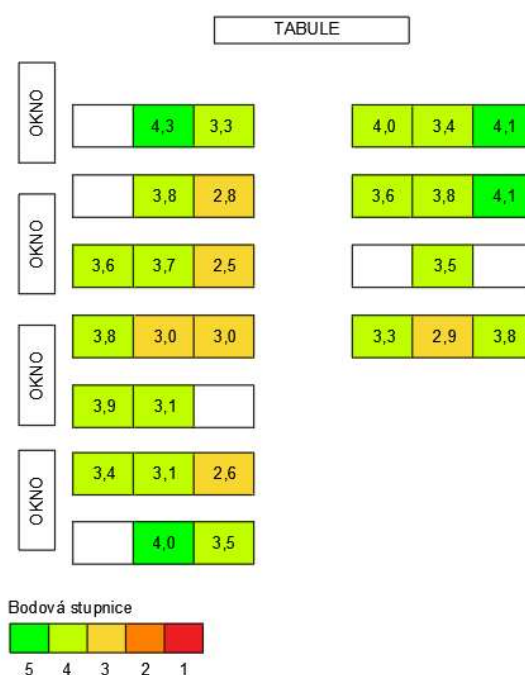 TABULE
OKNO
4,3 3,3 4,0 3,4 4,1
OKNO
3,8 2,8 3,6 3,8 4,1
3,6 3,7 2,5 3,5
OKNO
3,8 3,0 3,0 3,3 2,9 3,8
3,9 3,1
OKNO
3,4 3,1 2,6
4,0 3,5
Bodová stupnice
5 4 3 2 1